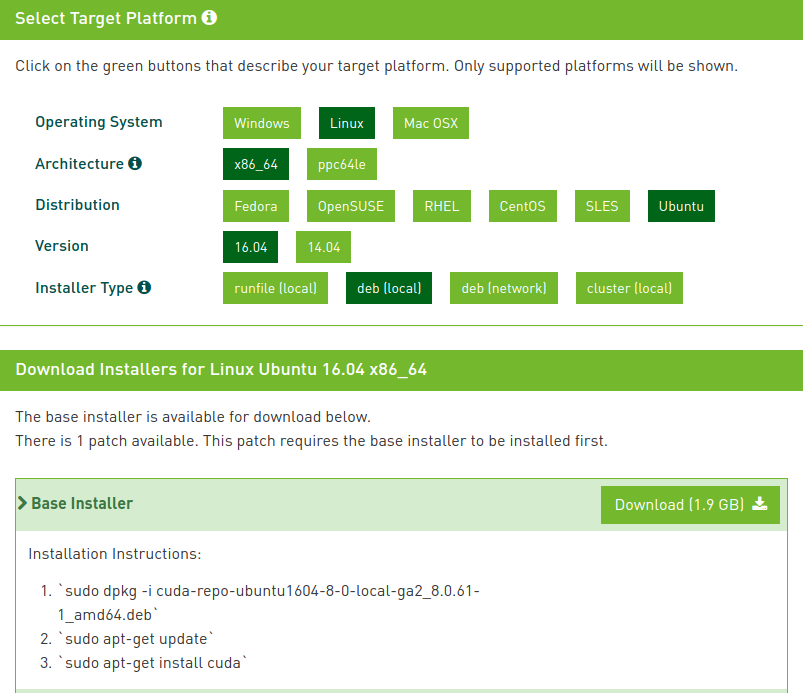 Select Target Platform
Click on the green buttons that describe your target platform. Only supported platforms will be shown.
Operating System Windows Linux Mac OSX
Architecture x86_64 ppc64le
Distribution Fedora OpenSUSE RHEL CentOS SLES Ubuntu
Version 16.04 14.04
Installer Type runfile (local) deb (local) deb (network) cluster (local)
Download Installers for Linux Ubuntu 16.04 x86_64
The base installer is available for download below.
There is 1 patch available. This patch requires the base installer to be installed first.
Base Installer Download (1.9 GB)
Installation Instructions:
1. `sudo dpkg -i cuda-repo-ubuntu1604-8-0-local-ga2_8.0.61-
1_amd64.deb`
2. `sudo apt-get update`
3. `sudo apt-get install cuda`